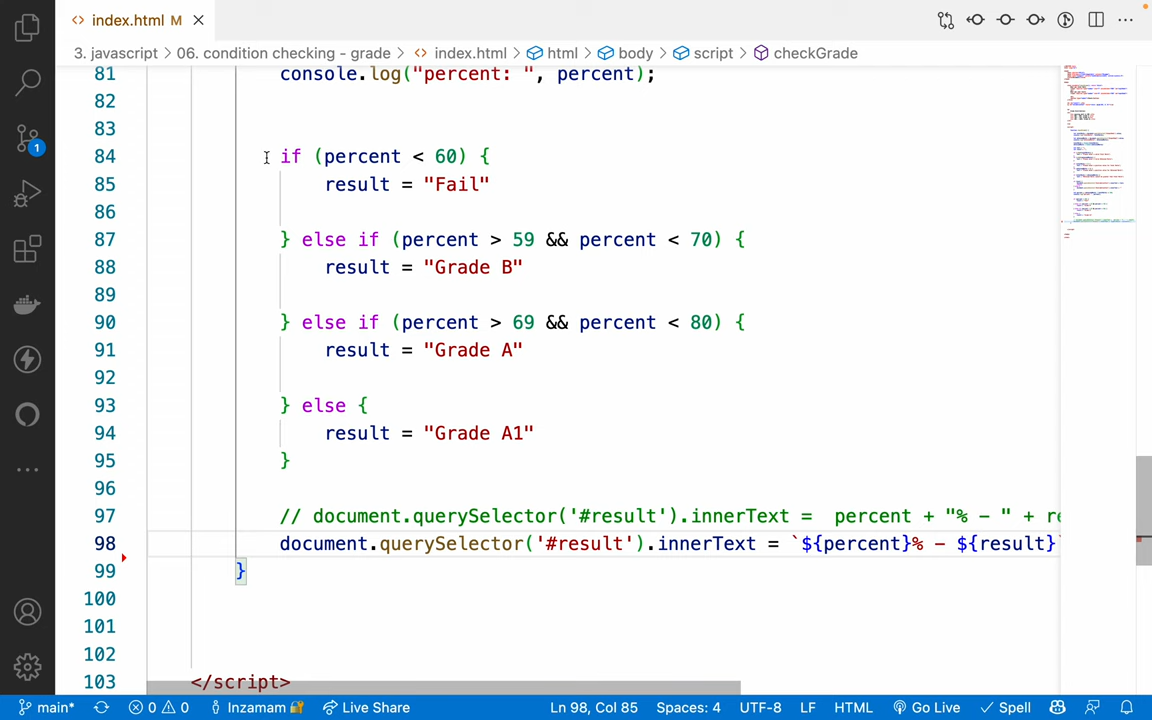 index.html M
3. javascript > 06. condition checking - grade > index.html > html > body > script > checkGrade
81 console.log("percent: ", percent);
82
83
84 if (percent < 60) {
85 result = "Fail"
86
87 } else if (percent > 59 && percent < 70) {
88 result = "Grade B"
89
90 } else if (percent > 69 && percent < 80) {
91 result = "Grade A"
92
93 } else {
94 result = "Grade A1"
95 }
96
97 // document.querySelector('#result').innerText =  percent + "% - " + re
98 document.querySelector('#result').innerText = `${percent}% - ${result}`
99 }
100
101
102
103 </script>
1
main* 0 0 Inzamam Live Share Ln 98, Col 85 Spaces: 4 UTF-8 LF HTML Go Live Spell